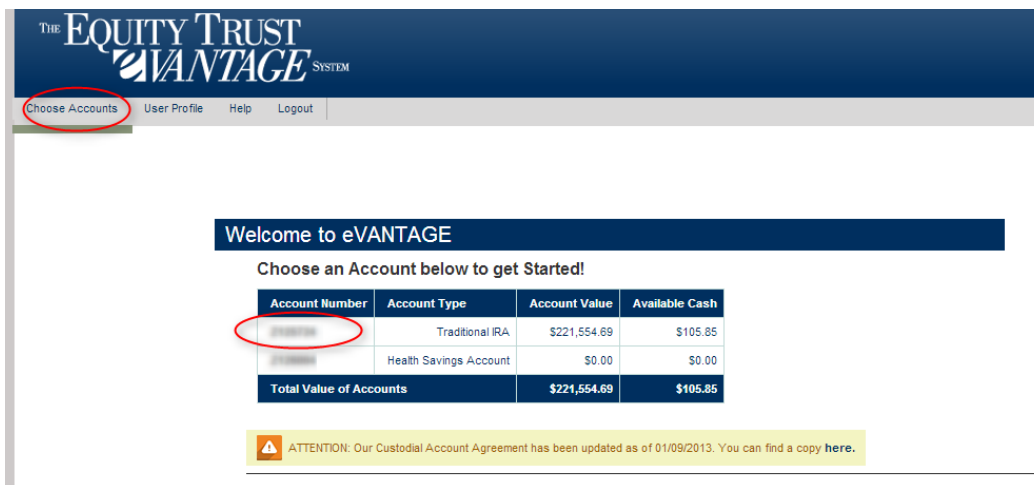 THE EQUITY TRUST
eVANTAGE SYSTEM
Choose Accounts User Profile Help Logout
Welcome to eVANTAGE
Choose an Account below to get Started!
Account Number Account Type Account Value Available Cash
Traditional IRA $221,554.69 $105.85
Health Savings Account $0.00 $0.00
Total Value of Accounts $221,554.69 $105.85
ATTENTION: Our Custodial Account Agreement has been updated as of 01/09/2013. You can find a copy here.